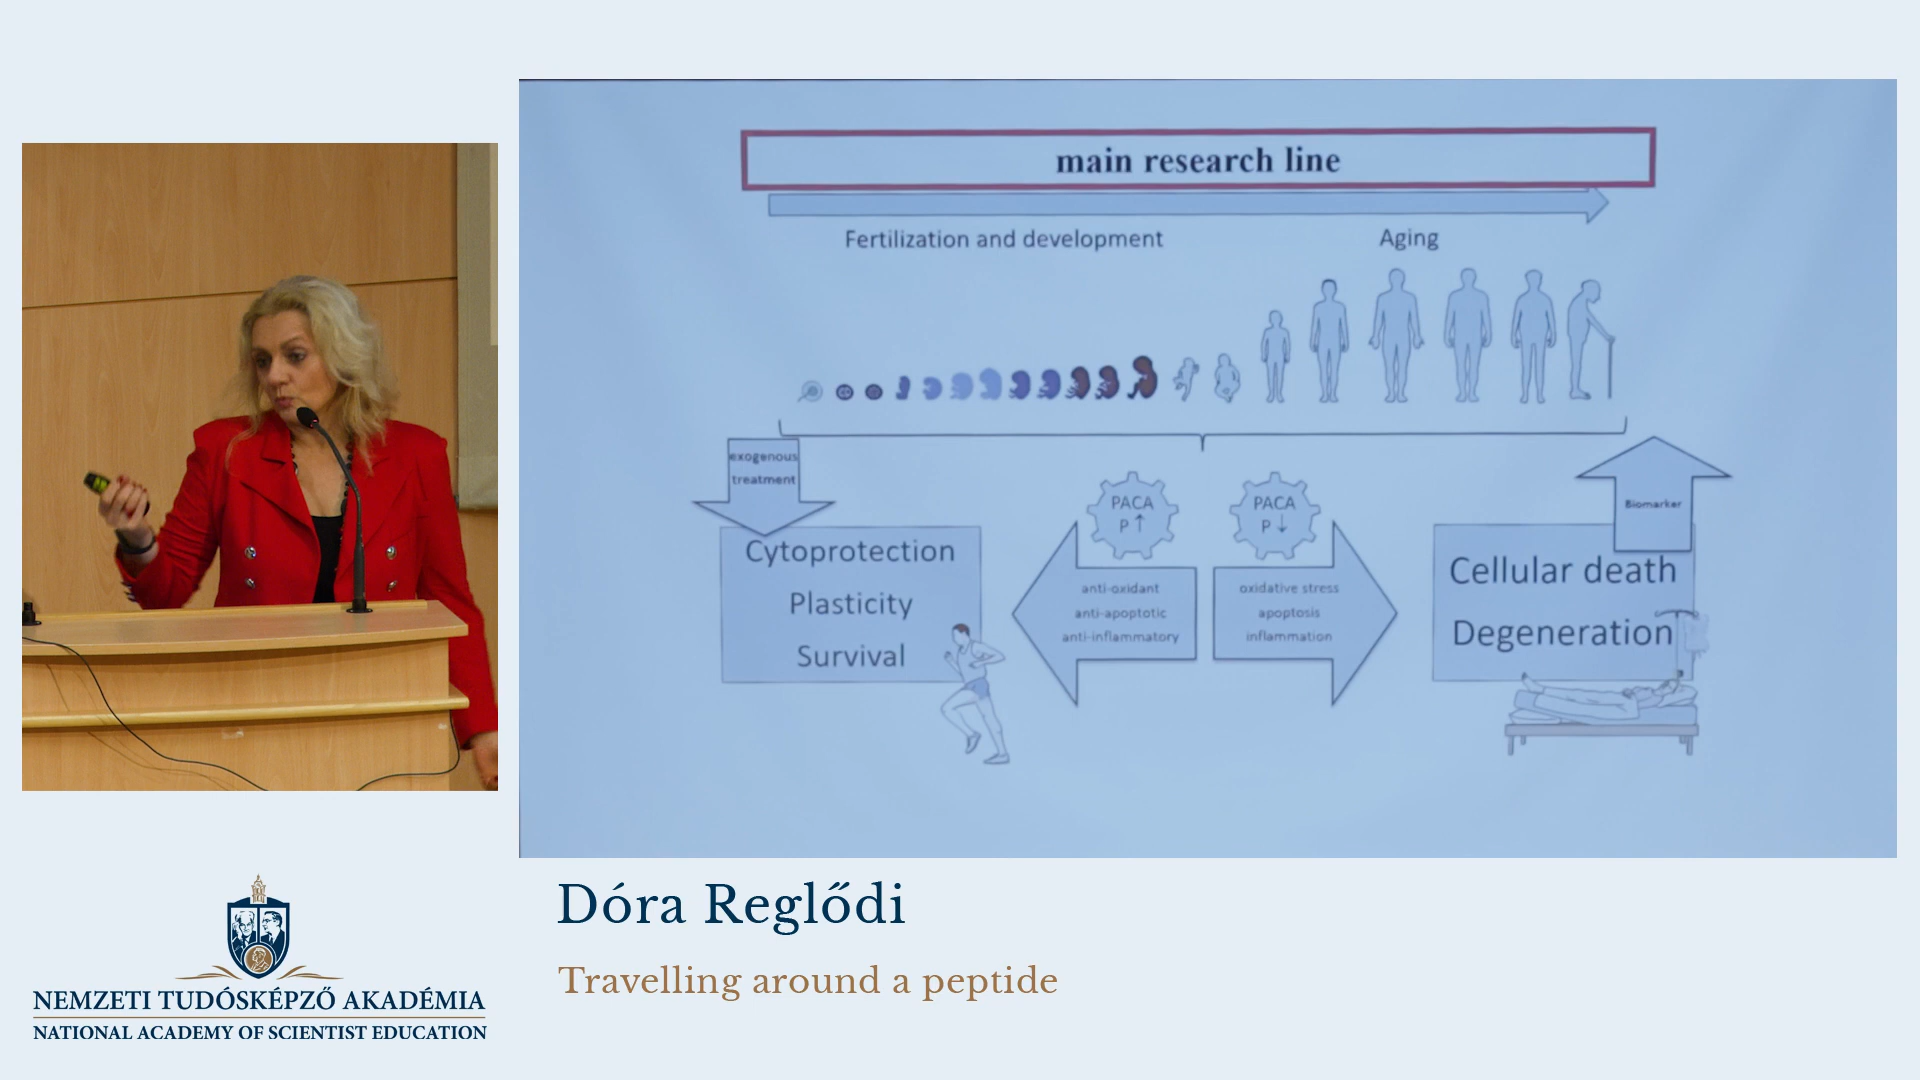 main research line
Fertilization and development
Aging
exogenous
treatment
PACA
P↑
PACA
P↓
Biomarker
Cytoprotection
Plasticity
Survival
anti-oxidant
anti-apoptotic
anti-inflammatory
oxidative stress
apoptosis
inflammation
Cellular death
Degeneration
Dóra Reglődi
Travelling around a peptide
NEMZETI TUDÓSKÉPZŐ AKADÉMIA
NATIONAL ACADEMY OF SCIENTIST EDUCATION